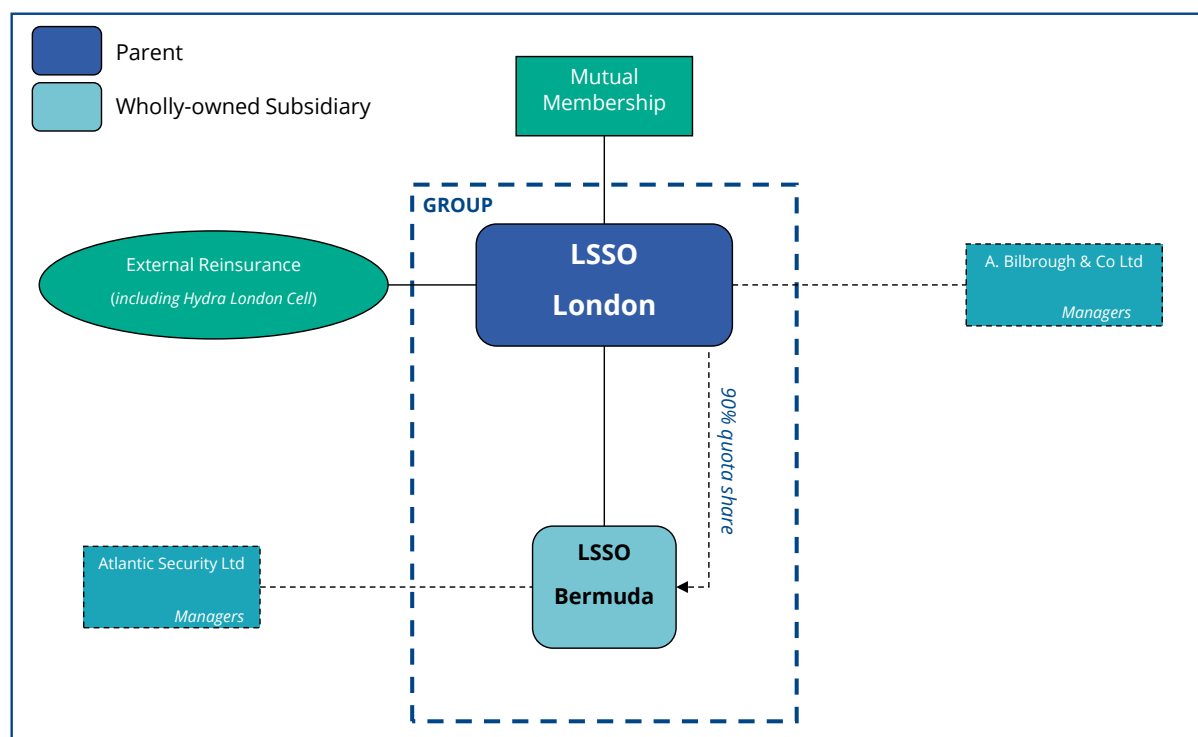 Parent
Wholly-owned Subsidiary
Mutual
Membership
GROUP
LSSO
London
External Reinsurance
(including Hydra London Cell)
A. Bilbrough & Co Ltd
Managers
90% quota share
LSSO
Bermuda
Atlantic Security Ltd
Managers